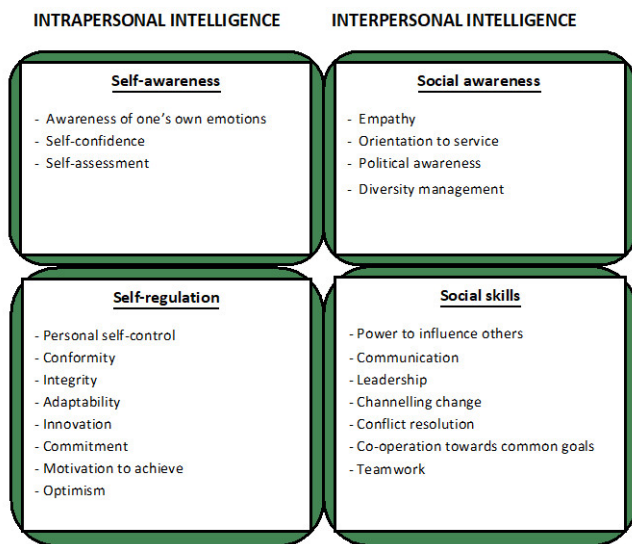 INTRAPERSONAL INTELLIGENCE
INTERPERSONAL INTELLIGENCE
Self-awareness
- Awareness of one's own emotions
- Self-confidence
- Self-assessment
Social awareness
- Empathy
- Orientation to service
- Political awareness
- Diversity management
Self-regulation
- Personal self-control
- Conformity
- Integrity
- Adaptability
- Innovation
- Commitment
- Motivation to achieve
- Optimism
Social skills
- Power to influence others
- Communication
- Leadership
- Channelling change
- Conflict resolution
- Co-operation towards common goals
- Teamwork